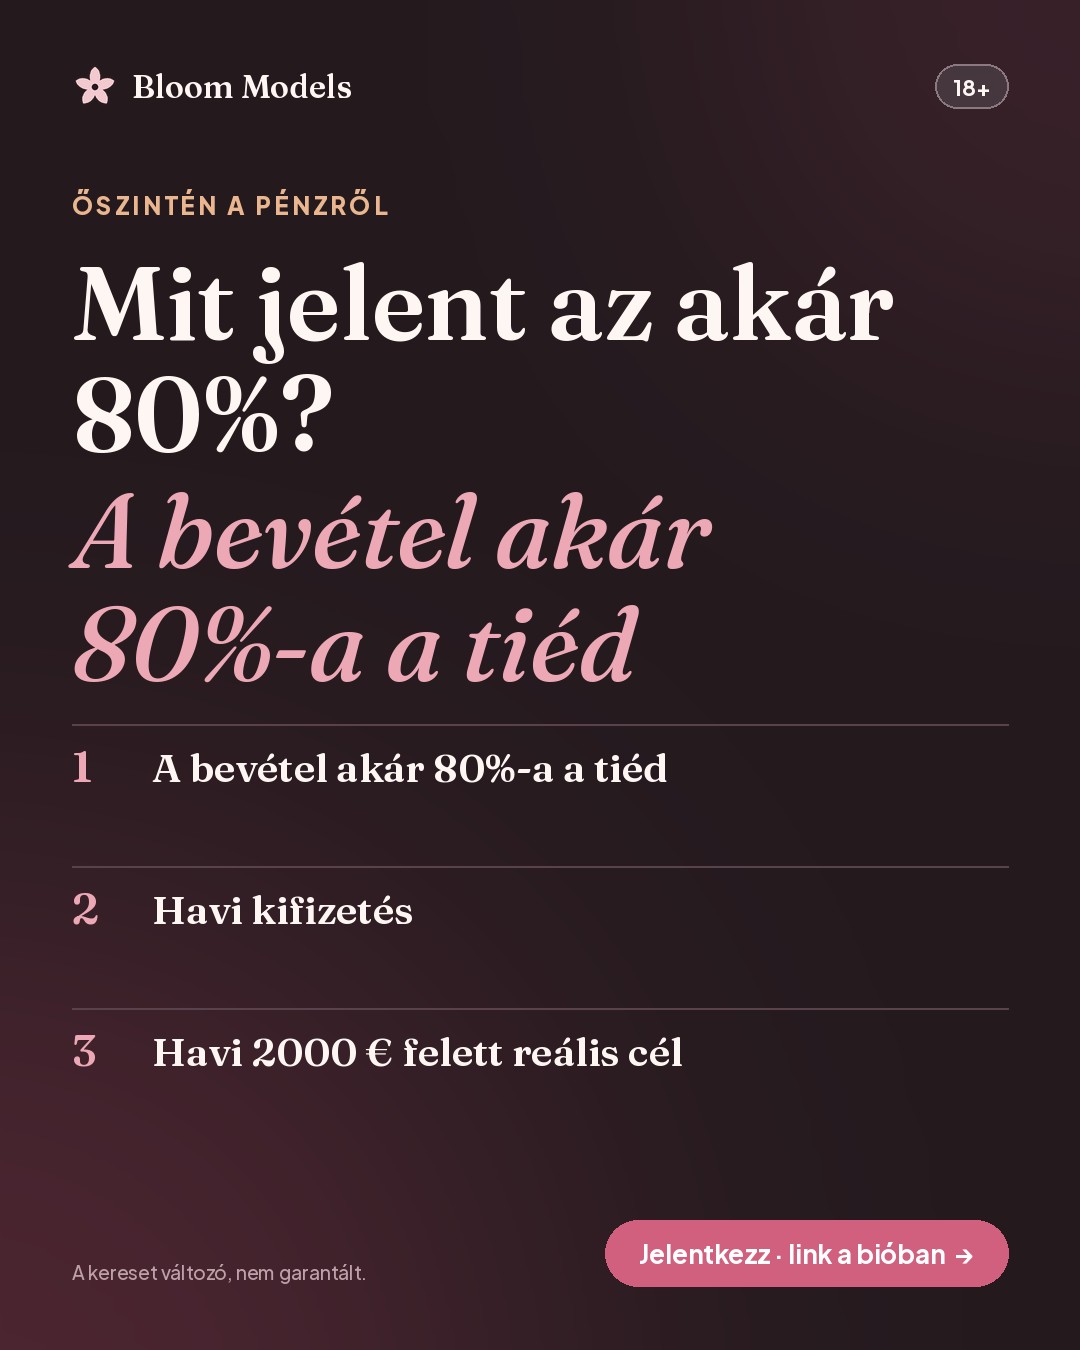 Bloom Models
18+
ŐSZINTÉN A PÉNZRŐL
Mit jelent az akár
80%?
A bevétel akár
80%-a a tiéd
1 A bevétel akár 80%-a a tiéd
2 Havi kifizetés
3 Havi 2000 € felett reális cél
A kereset változó, nem garantált.
Jelentkezz · link a bióban →